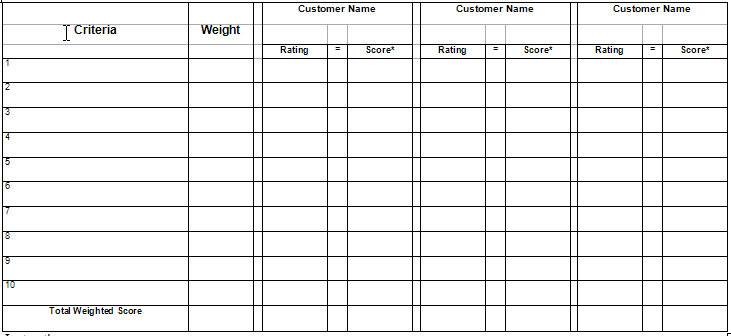 Customer Name Customer Name Customer Name
Criteria Weight
Rating = Score* Rating = Score* Rating = Score*
1
2
3
4
5
6
7
8
9
10
Total Weighted Score